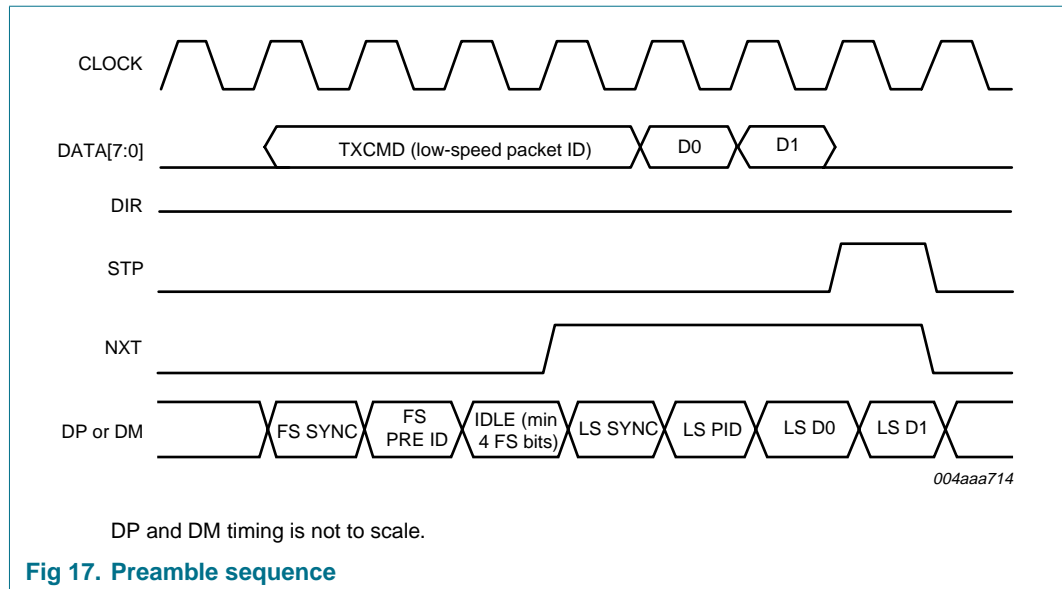 CLOCK
DATA[7:0]
TXCMD (low-speed packet ID)
D0
D1
DIR
STP
NXT
DP or DM
FS SYNC
FS
PRE ID
IDLE (min
4 FS bits)
LS SYNC
LS PID
LS D0
LS D1
004aaa714
DP and DM timing is not to scale.
Fig 17. Preamble sequence